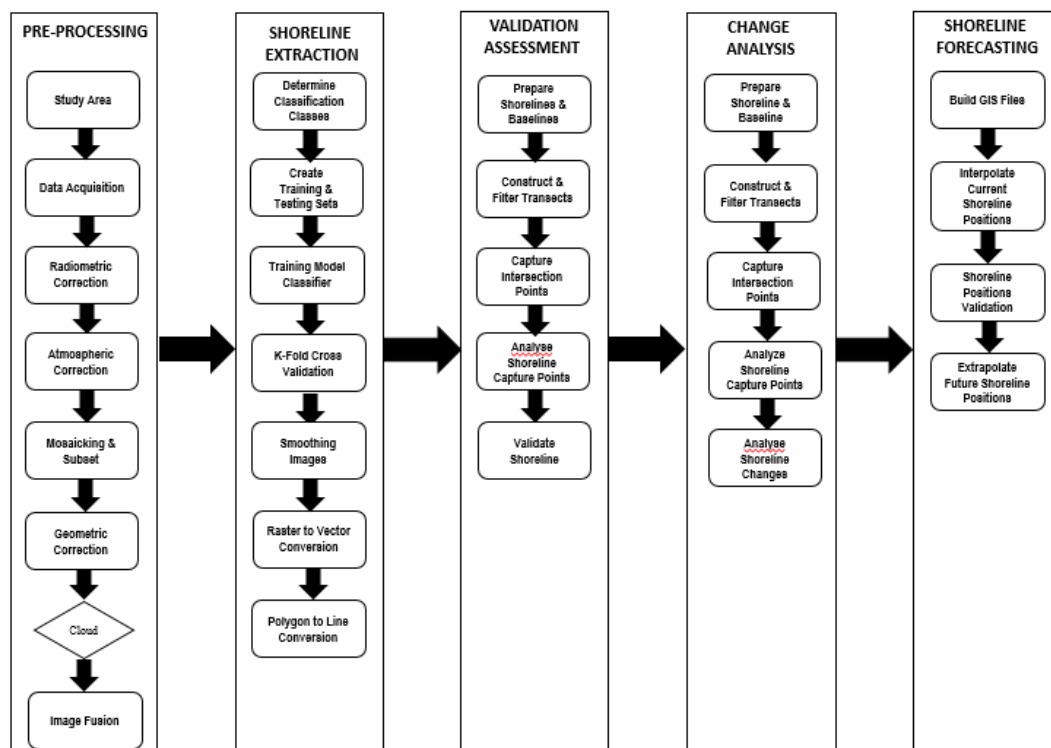 PRE-PROCESSING
Study Area
Data Acquisition
Radiometric
Correction
Atmospheric
Correction
Mosaicking &
Subset
Geometric
Correction
Cloud
Image Fusion
SHORELINE
EXTRACTION
Determine
Classification
Classes
Create
Training &
Testing Sets
Training Model
Classifier
K-Fold Cross
Validation
Smoothing
Images
Raster to Vector
Conversion
Polygon to Line
Conversion
VALIDATION
ASSESSMENT
Prepare
Shorelines &
Baselines
Construct &
Filter Transects
Capture
Intersection
Points
Analyse
Shoreline
Capture Points
Validate
Shoreline
CHANGE
ANALYSIS
Prepare
Shoreline &
Baseline
Construct &
Filter Transects
Capture
Intersection
Points
Analyze
Shoreline
Capture Points
Analyse
Shoreline
Changes
SHORELINE
FORECASTING
Build GIS Files
Interpolate
Current
Shoreline
Positions
Shoreline
Positions
Validation
Extrapolate
Future Shoreline
Positions